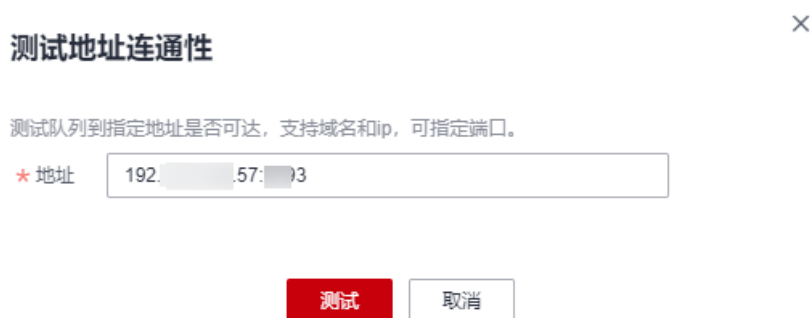 测试地址连通性
测试队列到指定地址是否可达，支持域名和ip，可指定端口。
* 地址 192. .57: 93
测试 取消